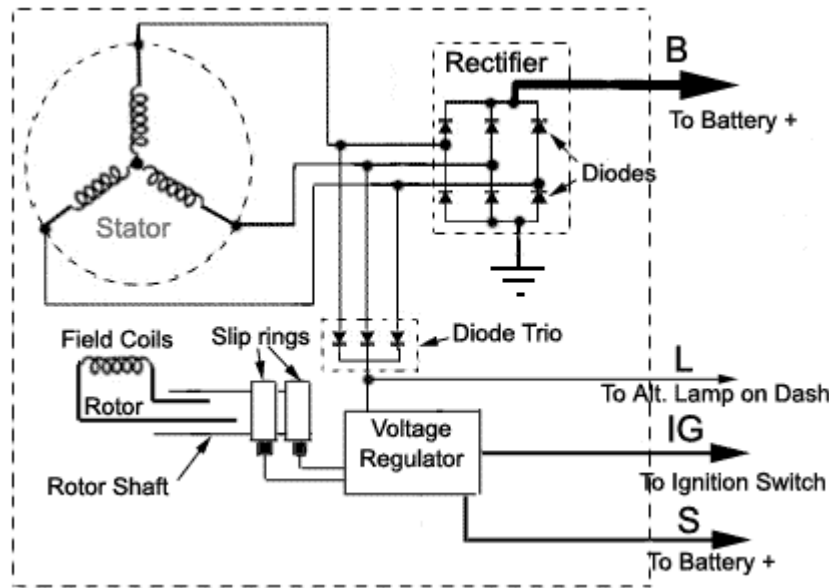 Rectifier
B
To Battery +
Diodes
Stator
Diode Trio
Field Coils
Slip rings
L
To Alt. Lamp on Dash
Rotor
Voltage
Regulator
IG
Rotor Shaft
To Ignition Switch
S
To Battery +